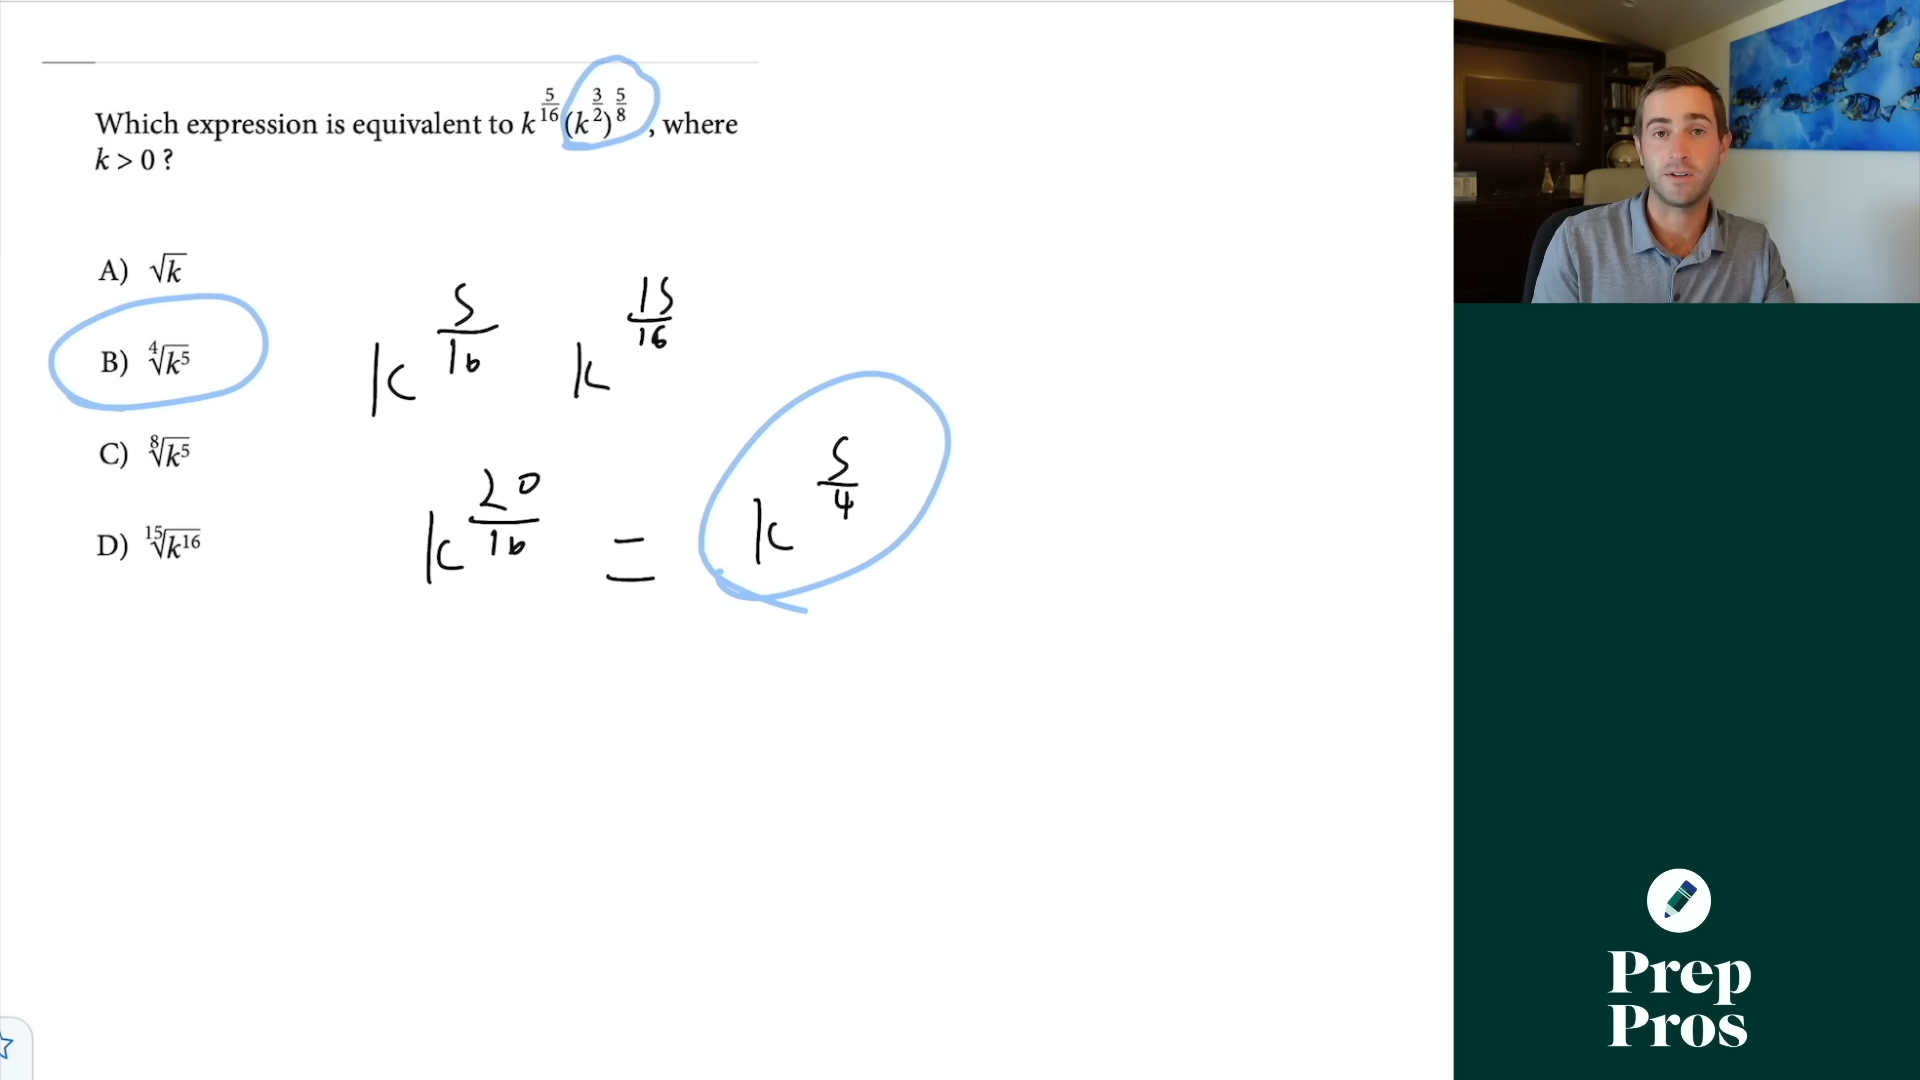 Which expression is equivalent to k^(5/16)(k^(3/2))^(5/8), where
k > 0 ?
A) √k
B) ⁴√k⁵
C) ⁸√k⁵
D) ¹⁵√k¹⁶
k^(5/16) k^(15/16)
k^(20/16) = k^(5/4)
Prep
Pros